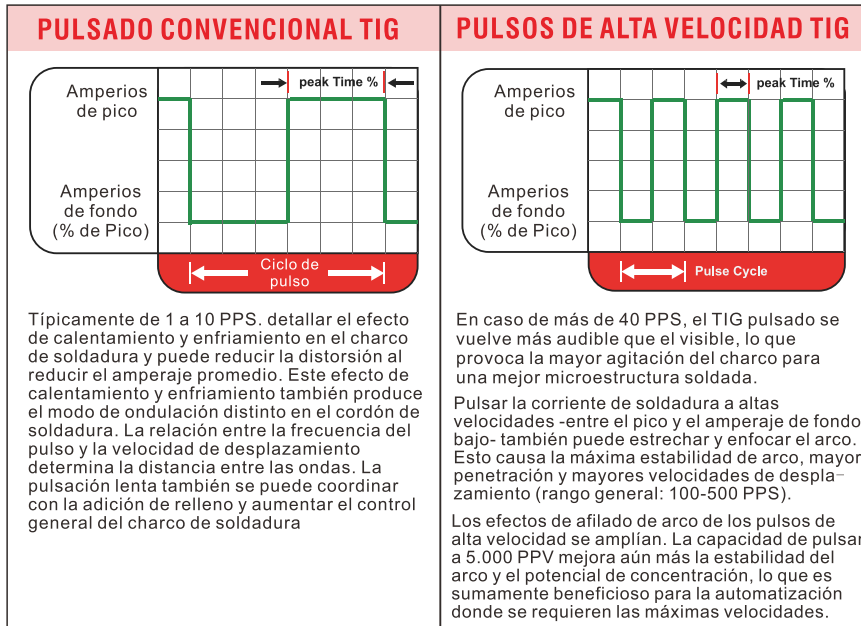 PULSADO CONVENCIONAL TIG
peak Time %
Amperios
de pico
Amperios
de fondo
(% de Pico)
Ciclo de
pulso
Típicamente de 1 a 10 PPS. detallar el efecto
de calentamiento y enfriamiento en el charco
de soldadura y puede reducir la distorsión al
reducir el amperaje promedio. Este efecto de
calentamiento y enfriamiento también produce
el modo de ondulación distinto en el cordón de
soldadura. La relación entre la frecuencia del
pulso y la velocidad de desplazamiento
determina la distancia entre las ondas. La
pulsación lenta también se puede coordinar
con la adición de relleno y aumentar el control
general del charco de soldadura
PULSOS DE ALTA VELOCIDAD TIG
peak Time %
Amperios
de pico
Amperios
de fondo
(% de Pico)
Pulse Cycle
En caso de más de 40 PPS, el TIG pulsado se
vuelve más audible que el visible, lo que
provoca la mayor agitación del charco para
una mejor microestructura soldada.
Pulsar la corriente de soldadura a altas
velocidades -entre el pico y el amperaje de fondo
bajo- también puede estrechar y enfocar el arco.
Esto causa la máxima estabilidad de arco, mayor
penetración y mayores velocidades de despla-
zamiento (rango general: 100-500 PPS).
Los efectos de afilado de arco de los pulsos de
alta velocidad se amplían. La capacidad de pulsar
a 5.000 PPV mejora aún más la estabilidad del
arco y el potencial de concentración, lo que es
sumamente beneficioso para la automatización
donde se requieren las máximas velocidades.